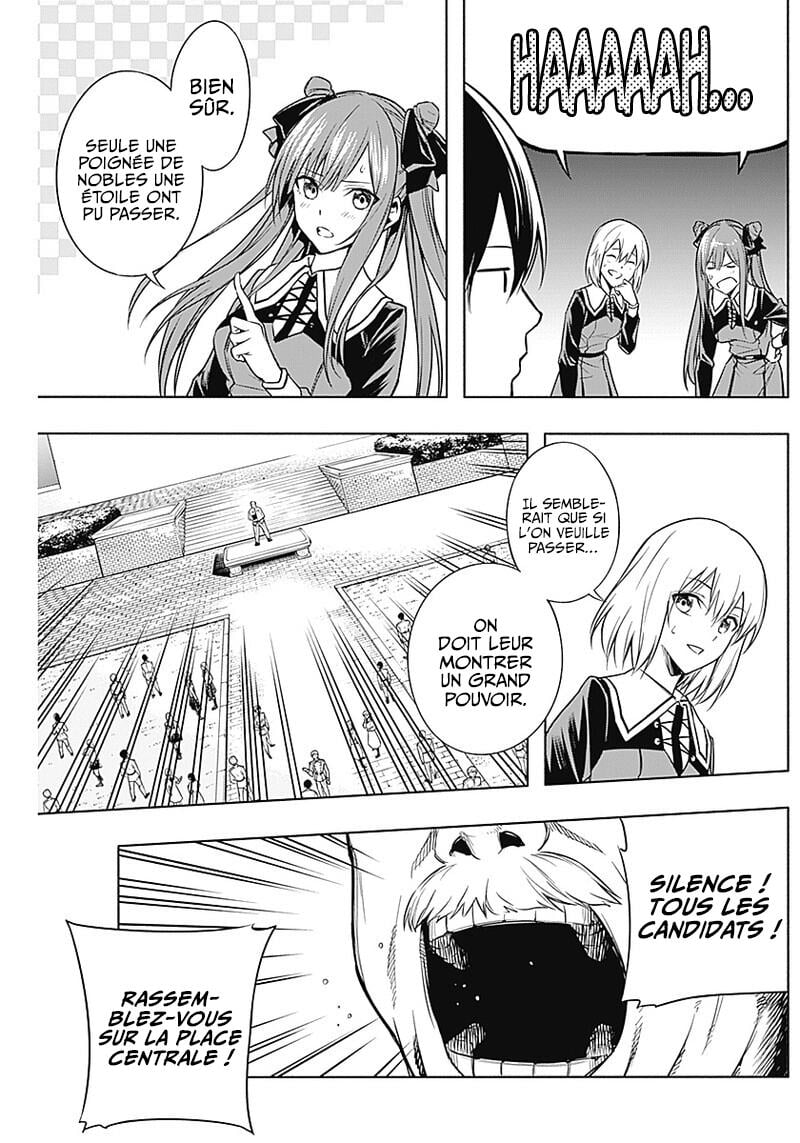 HAAAAAAH...
BIEN
SÛR.
SEULE UNE
POIGNÉE DE
NOBLES UNE
ÉTOILE ONT
PU PASSER.
IL SEMBLE-
RAIT QUE SI
L'ON VEUILLE
PASSER...
ON
DOIT LEUR
MONTRER
UN GRAND
POUVOIR.
SILENCE !
TOUS LES
CANDIDATS !
RASSEM-
BLEZ-VOUS
SUR LA PLACE
CENTRALE !